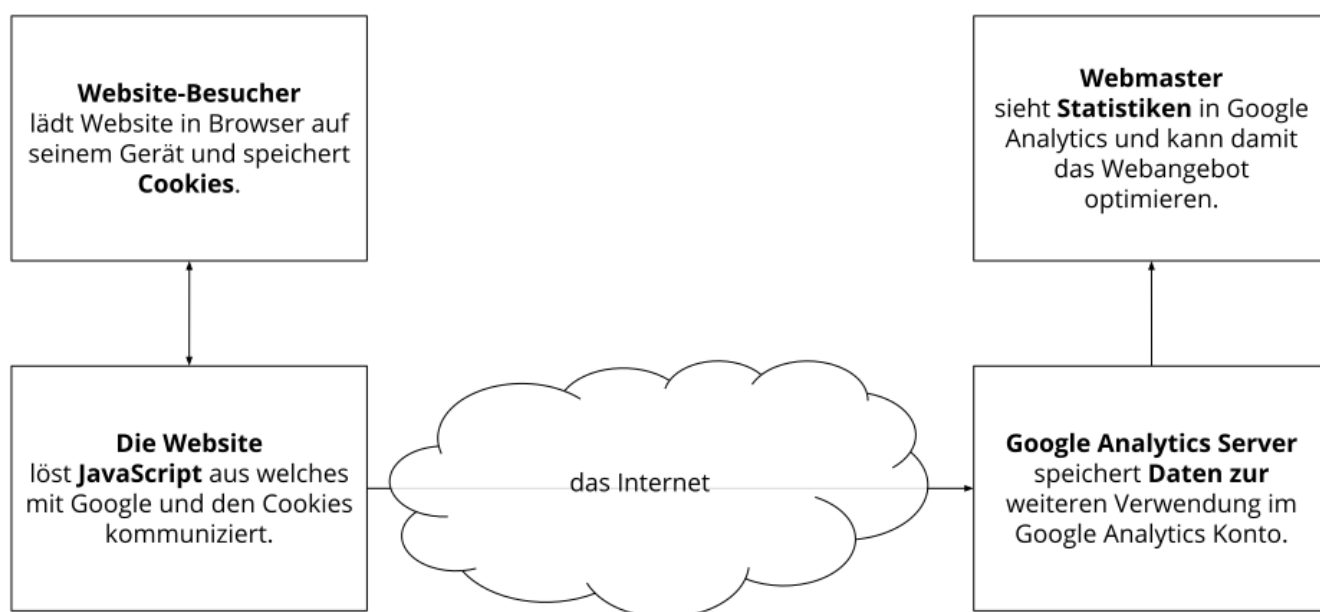 Website-Besucher
lädt Website in Browser auf
seinem Gerät und speichert
Cookies.
Webmaster
sieht Statistiken in Google
Analytics und kann damit
das Webangebot
optimieren.
Die Website
löst JavaScript aus welches
mit Google und den Cookies
kommuniziert.
das Internet
Google Analytics Server
speichert Daten zur
weiteren Verwendung im
Google Analytics Konto.